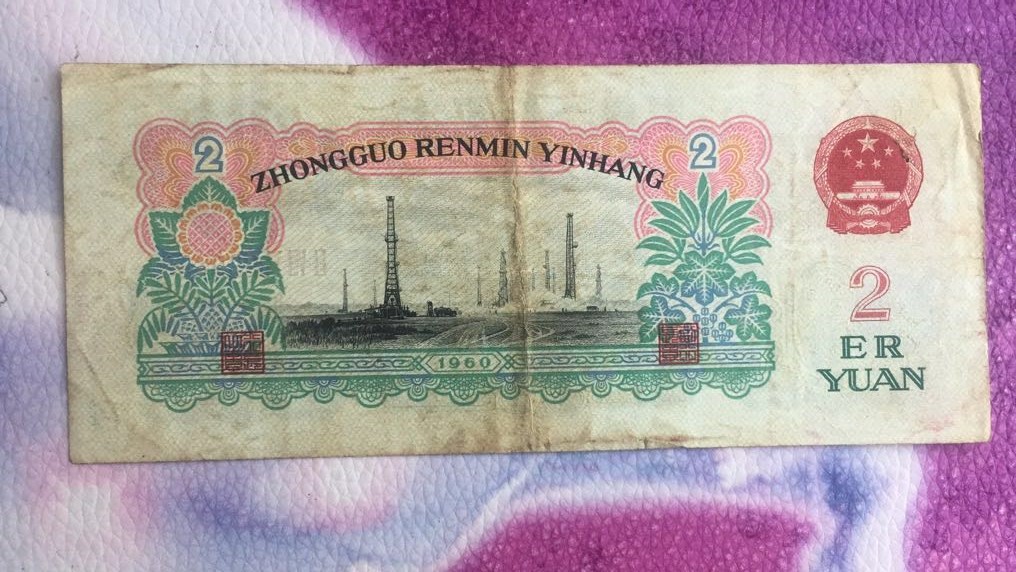 2
2
ZHONGGUO RENMIN YINHANG
2
ER
YUAN
1960